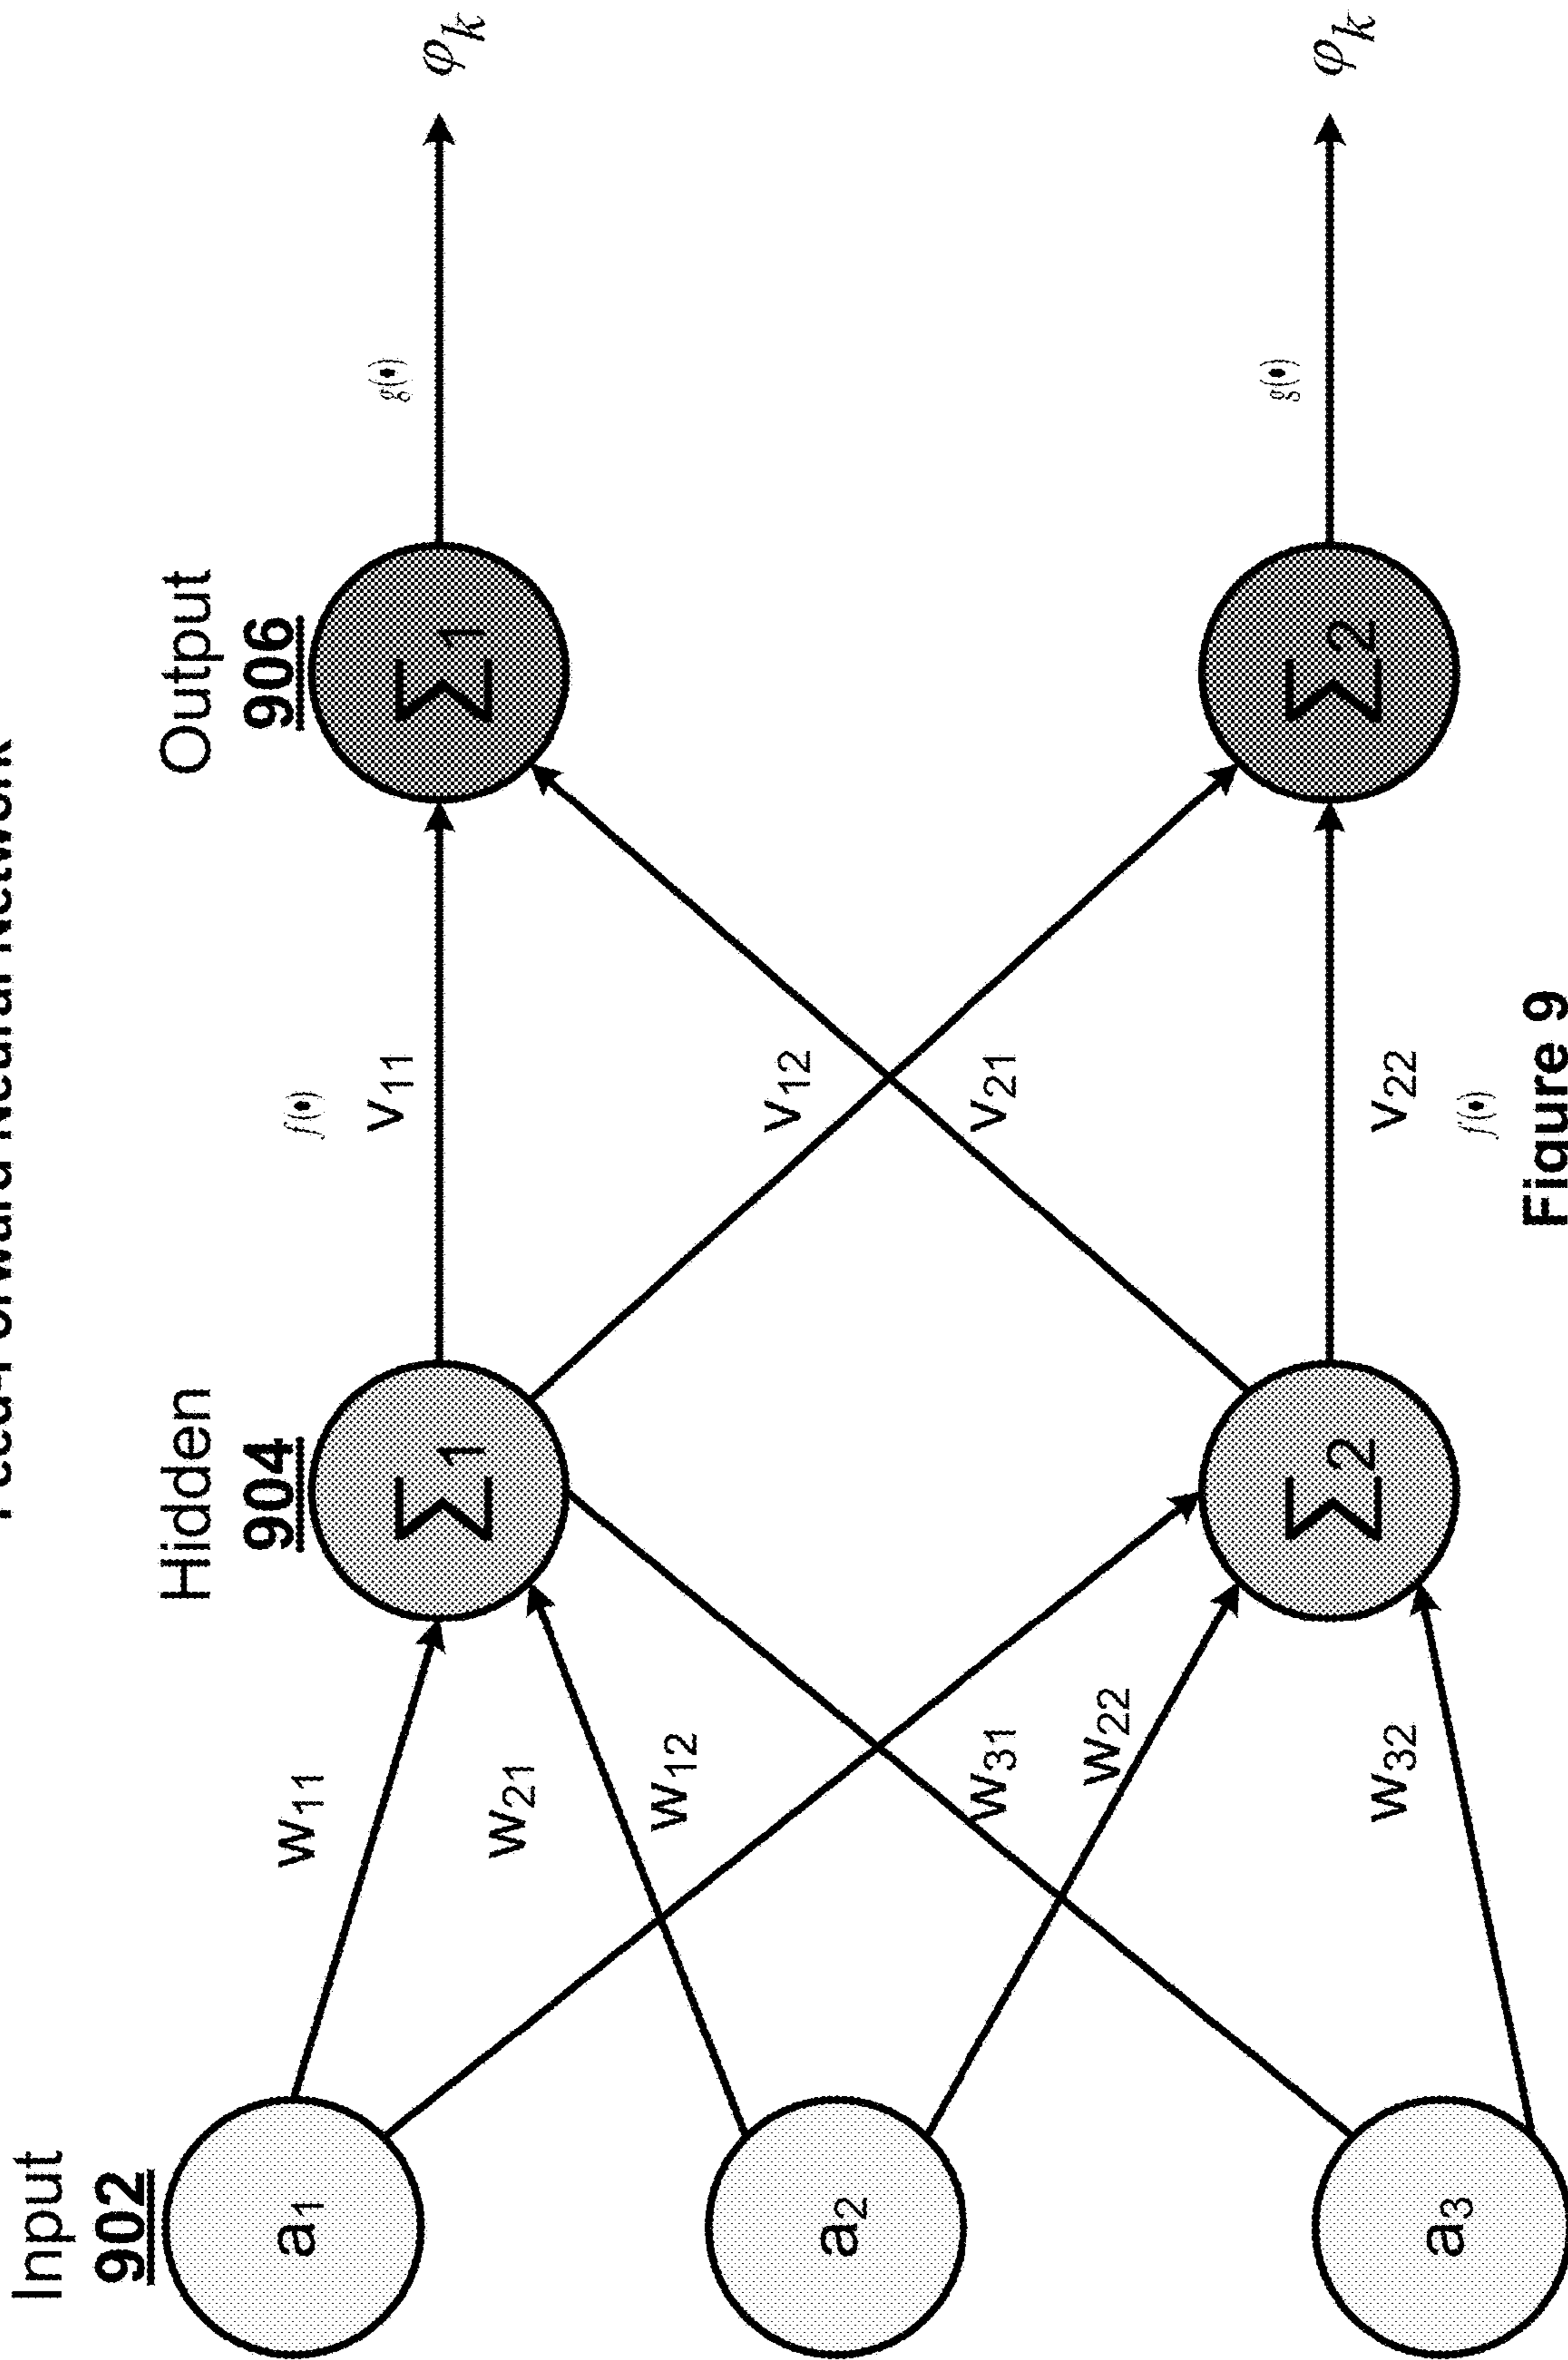 Feed-Forward Neural Network
Input
902
Hidden
904
Output
906
a1
a2
a3
w11
w21
w12
w31
w22
w32
Σ1
Σ2
f(•)
v11
v12
v21
v22
f(•)
Σ1
Σ2
g(•)
g(•)
φk
φk
Figure 9